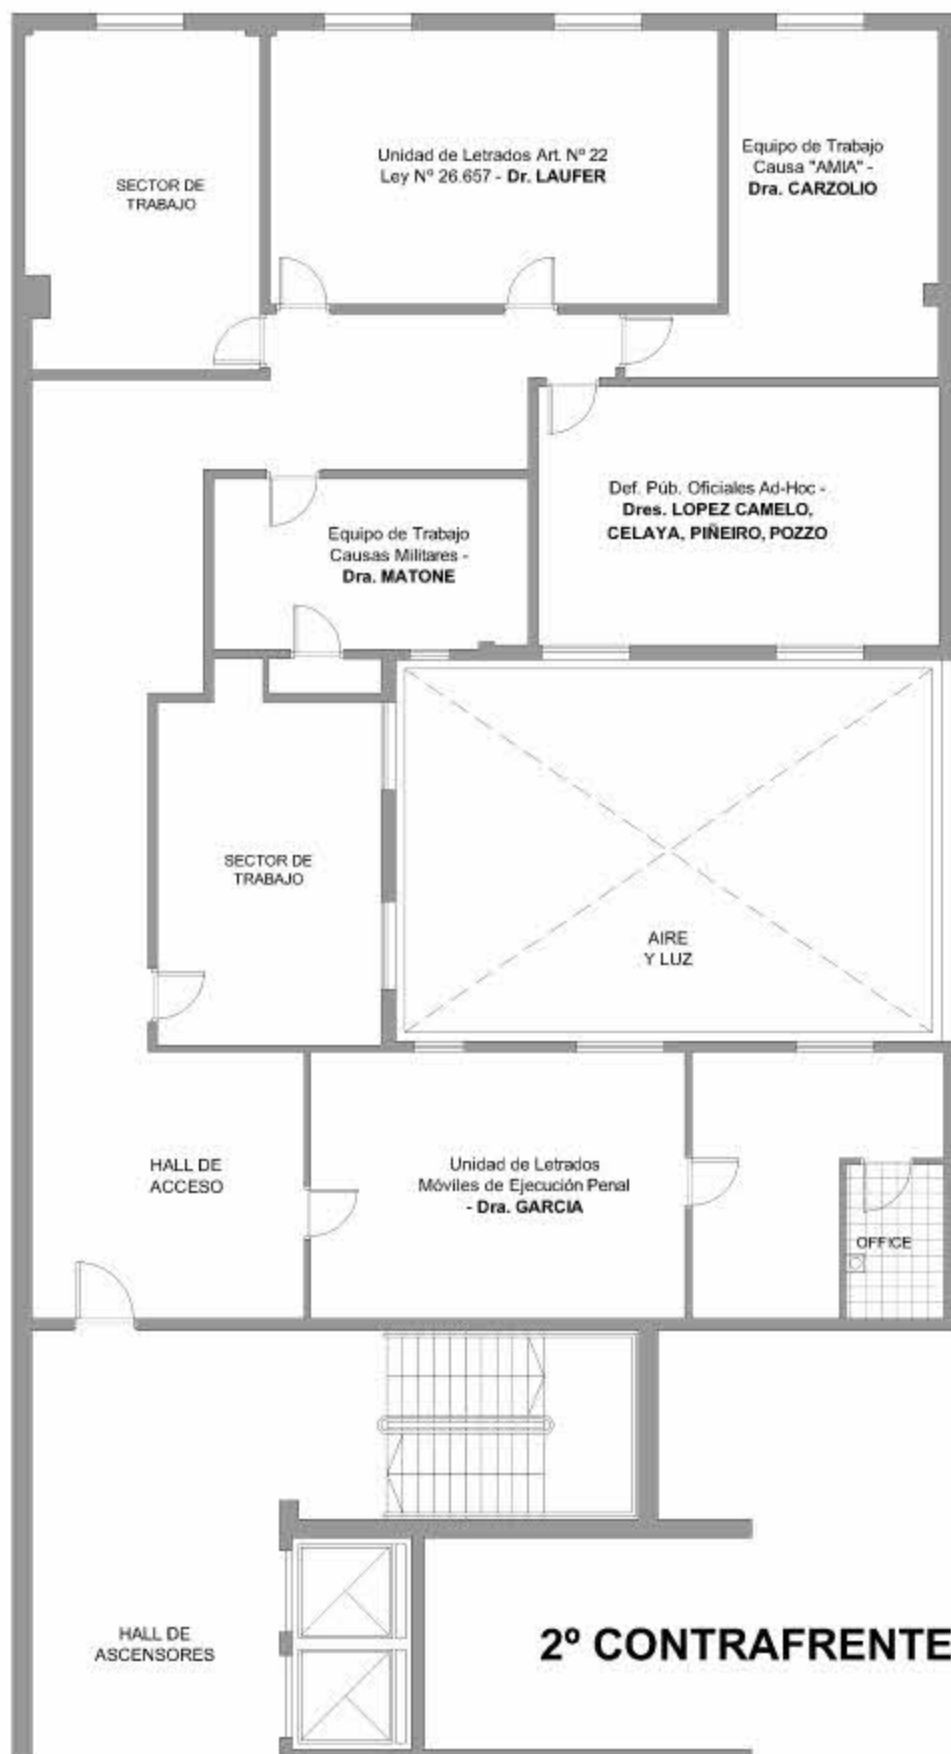 Unidad de Letrados Art. Nº 22
Ley Nº 26.657 - Dr. LAUFER
Equipo de Trabajo
Causa "AMIA" -
Dra. CARZOLIO
SECTOR DE
TRABAJO
Def. Púb. Oficiales Ad-Hoc -
Dres. LOPEZ CAMELO,
CELAYA, PIÑEIRO, POZZO
Equipo de Trabajo
Causas Militares -
Dra. MATONE
SECTOR DE
TRABAJO
AIRE
Y LUZ
HALL DE
ACCESO
Unidad de Letrados
Móviles de Ejecución Penal
- Dra. GARCIA
OFFICE
HALL DE
ASCENSORES
2º CONTRAFRENTE